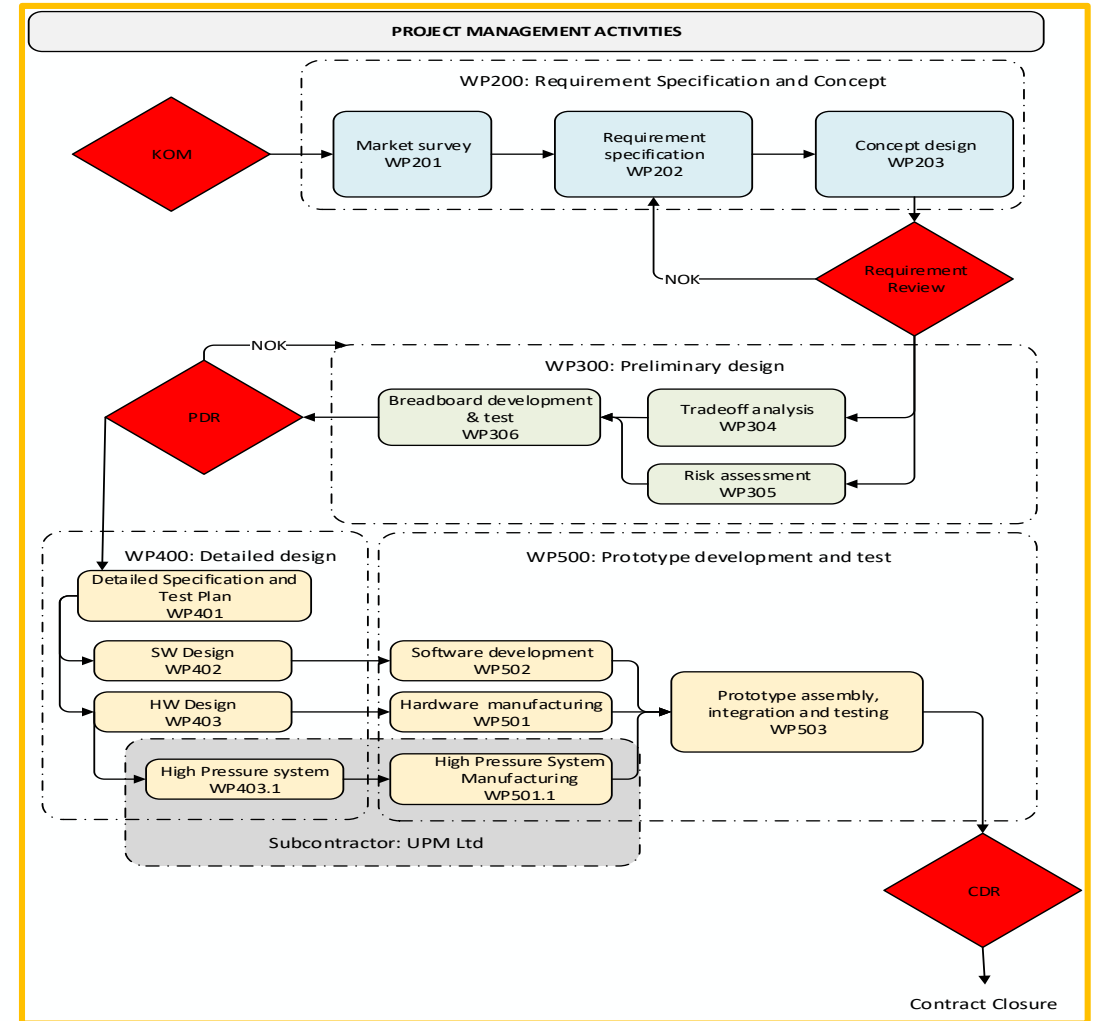 PROJECT MANAGEMENT ACTIVITIES
WP200: Requirement Specification and Concept
KOM
Market survey
WP201
Requirement
specification
WP202
Concept design
WP203
Requirement
Review
NOK
NOK
WP300: Preliminary design
PDR
Breadboard development
& test
WP306
Tradeoff analysis
WP304
Risk assessment
WP305
WP400: Detailed design
WP500: Prototype development and test
Detailed Specification and
Test Plan
WP401
SW Design
WP402
Software development
WP502
HW Design
WP403
Hardware manufacturing
WP501
Prototype assembly,
integration and testing
WP503
High Pressure system
WP403.1
High Pressure System
Manufacturing
WP501.1
Subcontractor: UPM Ltd
CDR
Contract Closure